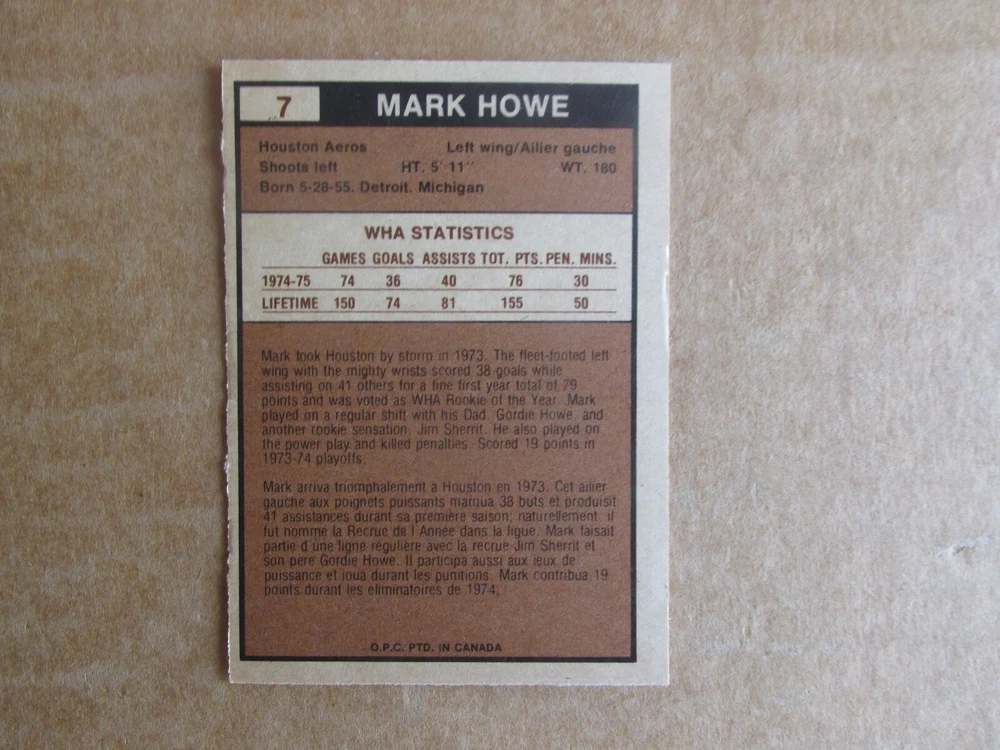 7 MARK HOWE
Houston Aeros Left wing/Ailier gauche
Shoots left HT. 5' 11" WT. 180
Born 5-28-55. Detroit. Michigan
WHA STATISTICS
GAMES GOALS ASSISTS TOT. PTS. PEN. MINS.
1974-75 74 36 40 76 30
LIFETIME 150 74 81 155 50
Mark took Houston by storm in 1973. The fleet-footed left
wing with the mighty wrists scored 38 goals while
assisting on 41 others for a fine first year total of 79
points and was voted as WHA Rookie of the Year. Mark
played on a regular shift with his Dad, Gordie Howe, and
another rookie sensation, Jim Sherrit. He also played on
the power play and killed penalties. Scored 19 points in
1973-74 playoffs.
Mark arriva triomphalement à Houston en 1973. Cet ailier
gauche aux poignets puissants marqua 38 buts et produisit
41 assistances durant sa première saison; naturellement il
fut nommé la Recrue de l'Année dans la ligue. Mark faisait
partie d'une ligne régulière avec la recrue Jim Sherrit et
son père Gordie Howe. Il participa aussi aux jeux de
puissance et joua durant les punitions. Mark contribua 19
points durant les éliminatoires de 1974.
O.P.C. PTD. IN CANADA